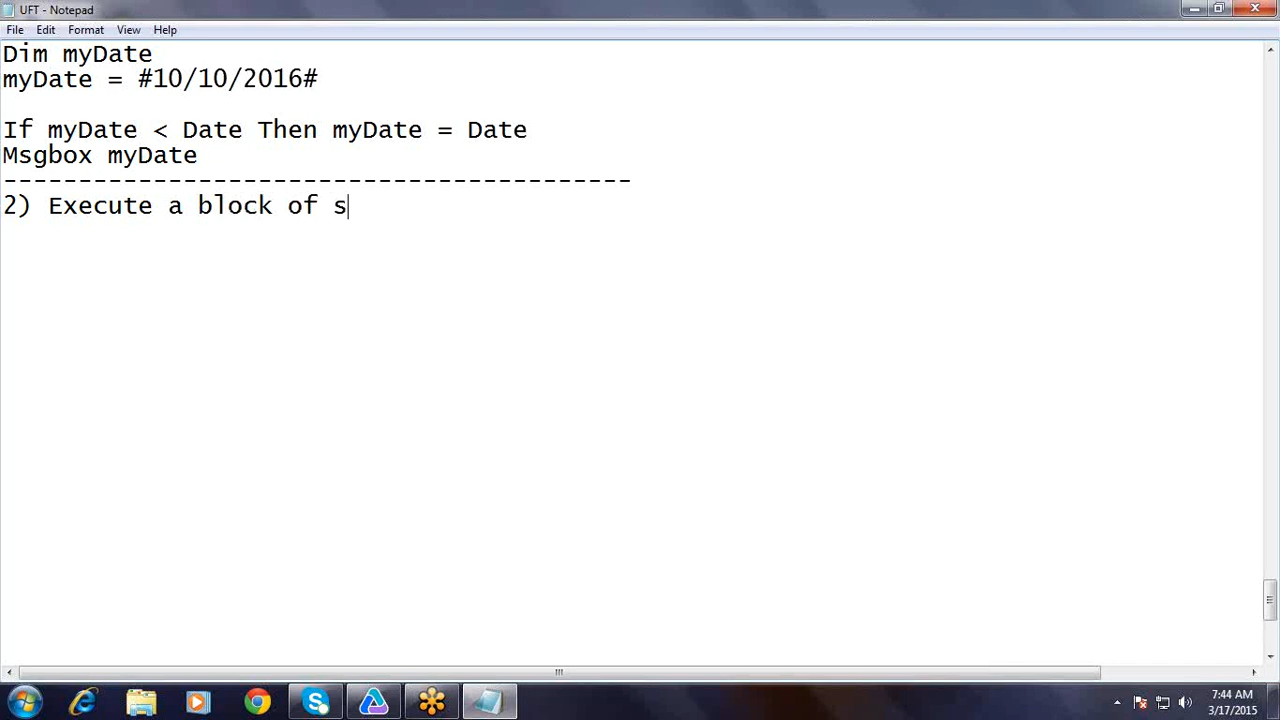 UFT - Notepad
File Edit Format View Help
Dim myDate
myDate = #10/10/2016#
If myDate < Date Then myDate = Date
Msgbox myDate
------------------------------------------
2) Execute a block of s
7:44 AM
3/17/2015